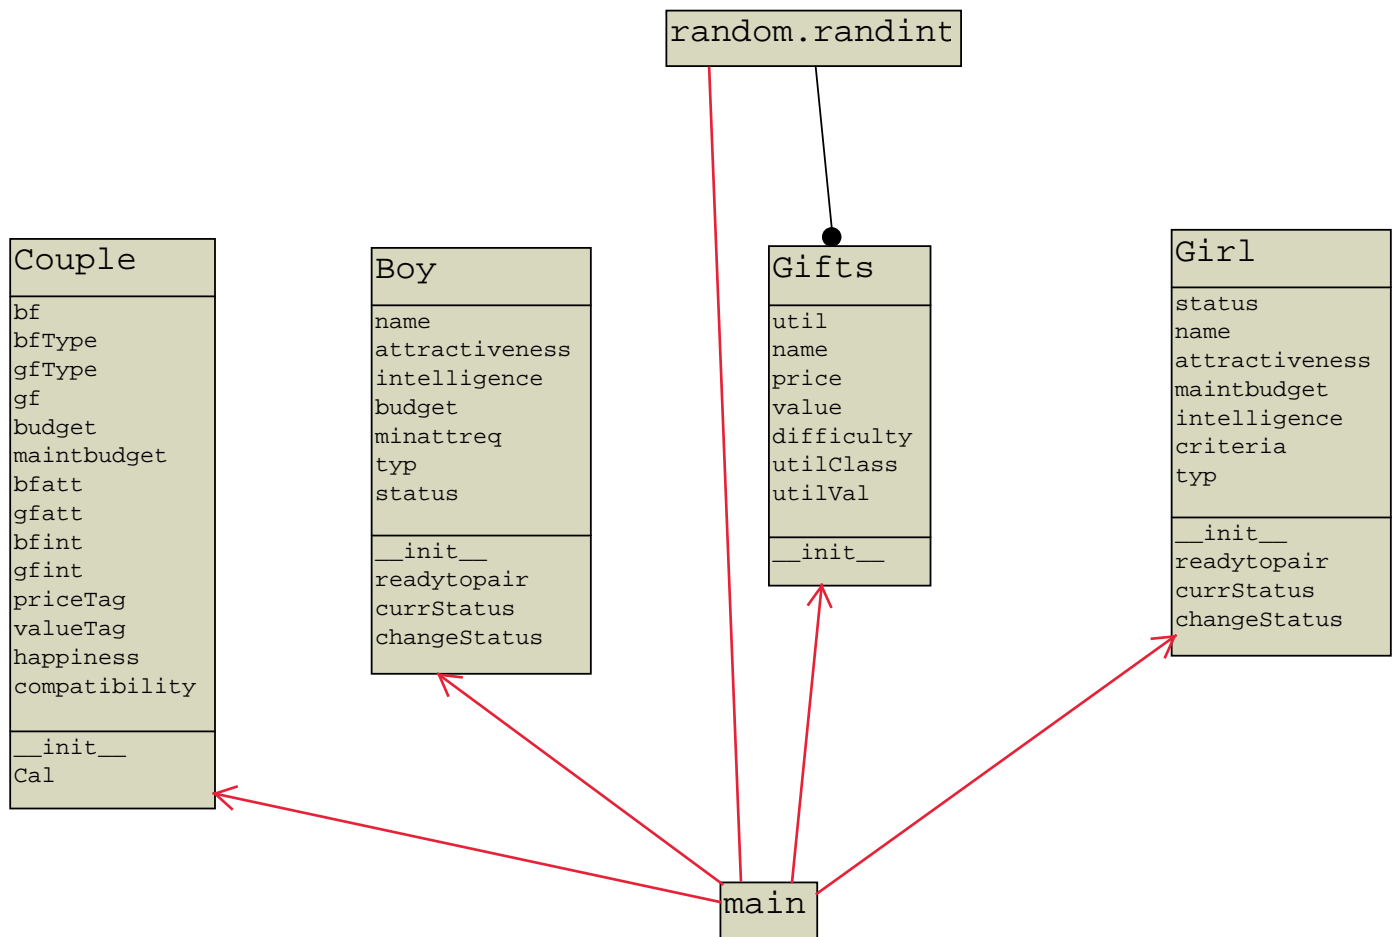 random.randint
Couple
bf
bfType
gfType
gf
budget
maintbudget
bfatt
gfatt
bfint
gfint
priceTag
valueTag
happiness
compatibility
__init__
Cal
Boy
name
attractiveness
intelligence
budget
minattreq
typ
status
__init__
readytopair
currStatus
changeStatus
Gifts
util
name
price
value
difficulty
utilClass
utilVal
__init__
Girl
status
name
attractiveness
maintbudget
intelligence
criteria
typ
__init__
readytopair
currStatus
changeStatus
main